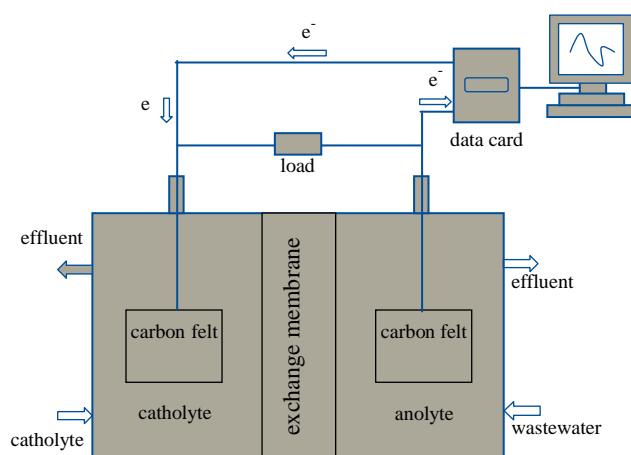 e-
e-
e
data card
load
effluent
effluent
exchange membrane
carbon felt
carbon felt
catholyte
anolyte
catholyte
wastewater